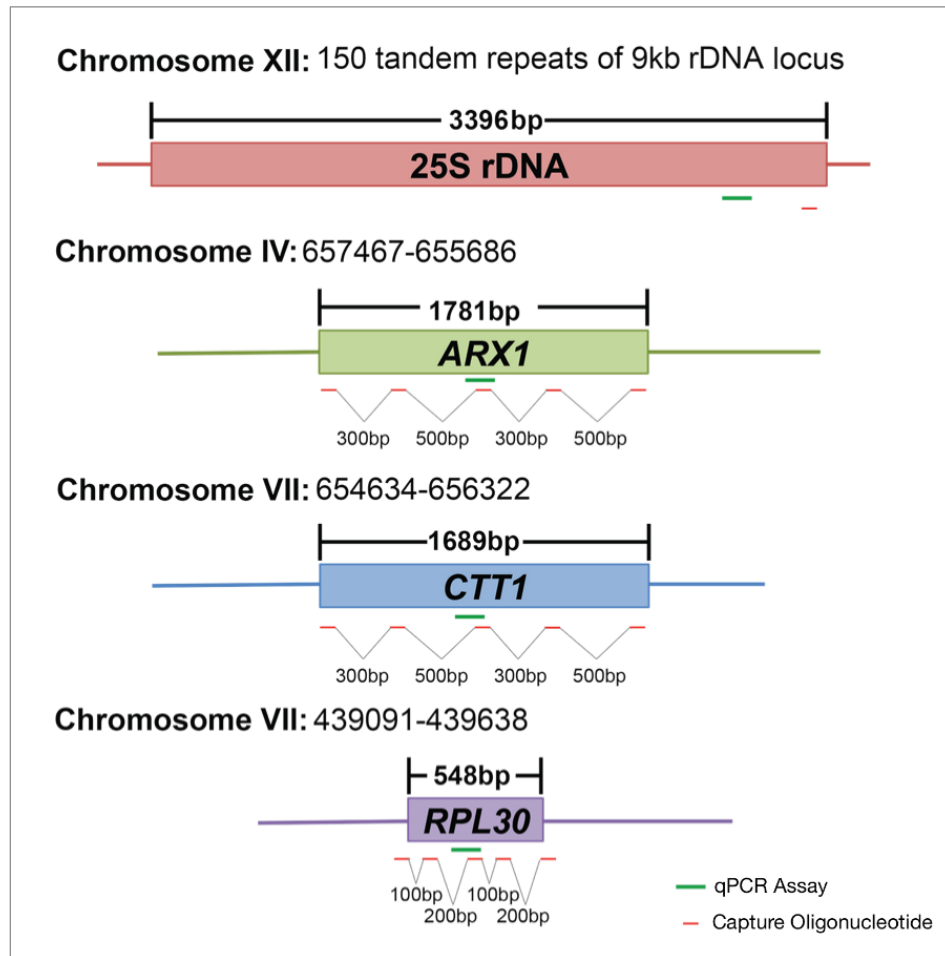 Chromosome XII: 150 tandem repeats of 9kb rDNA locus
3396bp
25S rDNA
Chromosome IV: 657467-655686
1781bp
ARX1
300bp 500bp 300bp 500bp
Chromosome VII: 654634-656322
1689bp
CTT1
300bp 500bp 300bp 500bp
Chromosome VII: 439091-439638
548bp
RPL30
100bp 100bp
200bp 200bp
qPCR Assay
Capture Oligonucleotide